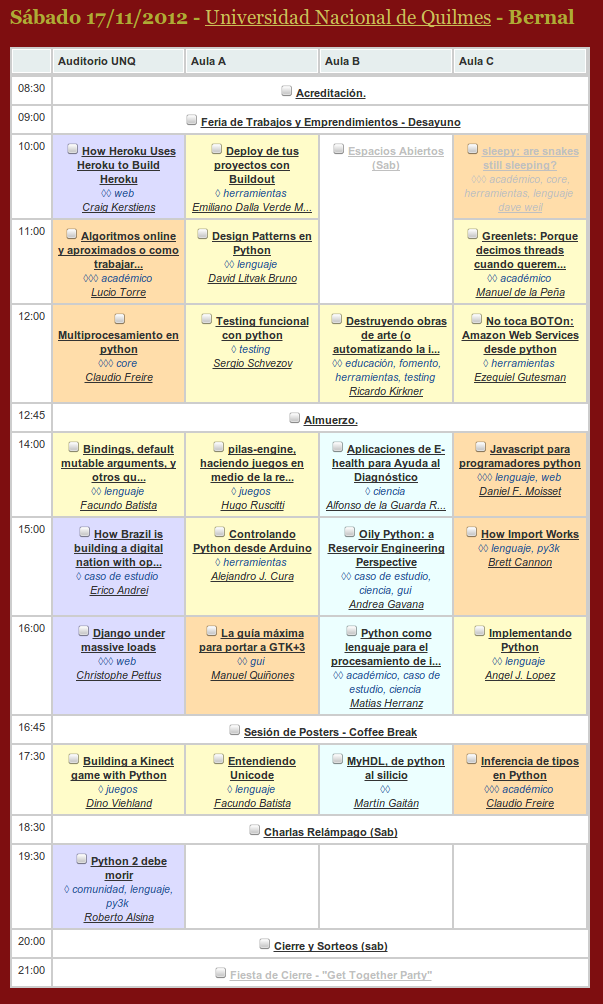 Sábado 17/11/2012 - Universidad Nacional de Quilmes - Bernal
Auditorio UNQ Aula A Aula B Aula C
08:30
Acreditación.
09:00
Feria de Trabajos y Emprendimientos - Desayuno
10:00
How Heroku Uses
Heroku to Build
Heroku
◊◊ web
Craig Kerstiens
Deploy de tus
proyectos con
Buildout
◊ herramientas
Emiliano Dalla Verde M...
Espacios Abiertos
(Sab)
sleepy: are snakes
still sleeping?
◊◊◊ académico, core,
herramientas, lenguaje
dave weil
11:00
Algoritmos online
y aproximados o como
trabajar...
◊◊◊ académico
Lucio Torre
Design Patterns en
Python
◊◊ lenguaje
David Litvak Bruno
Greenlets: Porque
decimos threads
cuando querem...
◊◊ académico
Manuel de la Peña
12:00
Multiprocesamiento en
python
◊◊◊ core
Claudio Freire
Testing funcional
con python
◊ testing
Sergio Schvezov
Destruyendo obras
de arte (o
automatizando la i...
◊◊ educación, fomento,
herramientas, testing
Ricardo Kirkner
No toca BOTOn:
Amazon Web Services
desde python
◊ herramientas
Ezequiel Gutesman
12:45
Almuerzo.
14:00
Bindings, default
mutable arguments, y
otros qu...
◊◊ lenguaje
Facundo Batista
pilas-engine,
haciendo juegos en
medio de la re...
◊ juegos
Hugo Ruscitti
Aplicaciones de E-
health para Ayuda al
Diagnóstico
◊ ciencia
Alfonso de la Guarda R...
Javascript para
programadores python
◊◊◊ lenguaje, web
Daniel F. Moisset
15:00
How Brazil is
building a digital
nation with op...
◊ caso de estudio
Erico Andrei
Controlando
Python desde Arduino
◊ herramientas
Alejandro J. Cura
Oily Python: a
Reservoir Engineering
Perspective
◊◊ caso de estudio,
ciencia, gui
Andrea Gavana
How Import Works
◊◊ lenguaje, py3k
Brett Cannon
16:00
Django under
massive loads
◊◊◊ web
Christophe Pettus
La guia máxima
para portar a GTK+3
◊◊ gui
Manuel Quiñones
Python como
lenguaje para el
procesamiento de i...
◊◊ académico, caso de
estudio, ciencia
Matias Herranz
Implementando
Python
◊◊ lenguaje
Angel J. Lopez
16:45
Sesión de Posters - Coffee Break
17:30
Building a Kinect
game with Python
◊ juegos
Dino Viehland
Entendiendo
Unicode
◊ lenguaje
Facundo Batista
MyHDL, de python
al silicio
◊◊
Martín Gaitán
Inferencia de tipos
en Python
◊◊◊ académico
Claudio Freire
18:30
Charlas Relámpago (Sab)
19:30
Python 2 debe
morir
◊ comunidad, lenguaje,
py3k
Roberto Alsina
20:00
Cierre y Sorteos (sab)
21:00
Fiesta de Cierre - "Get Together Party"